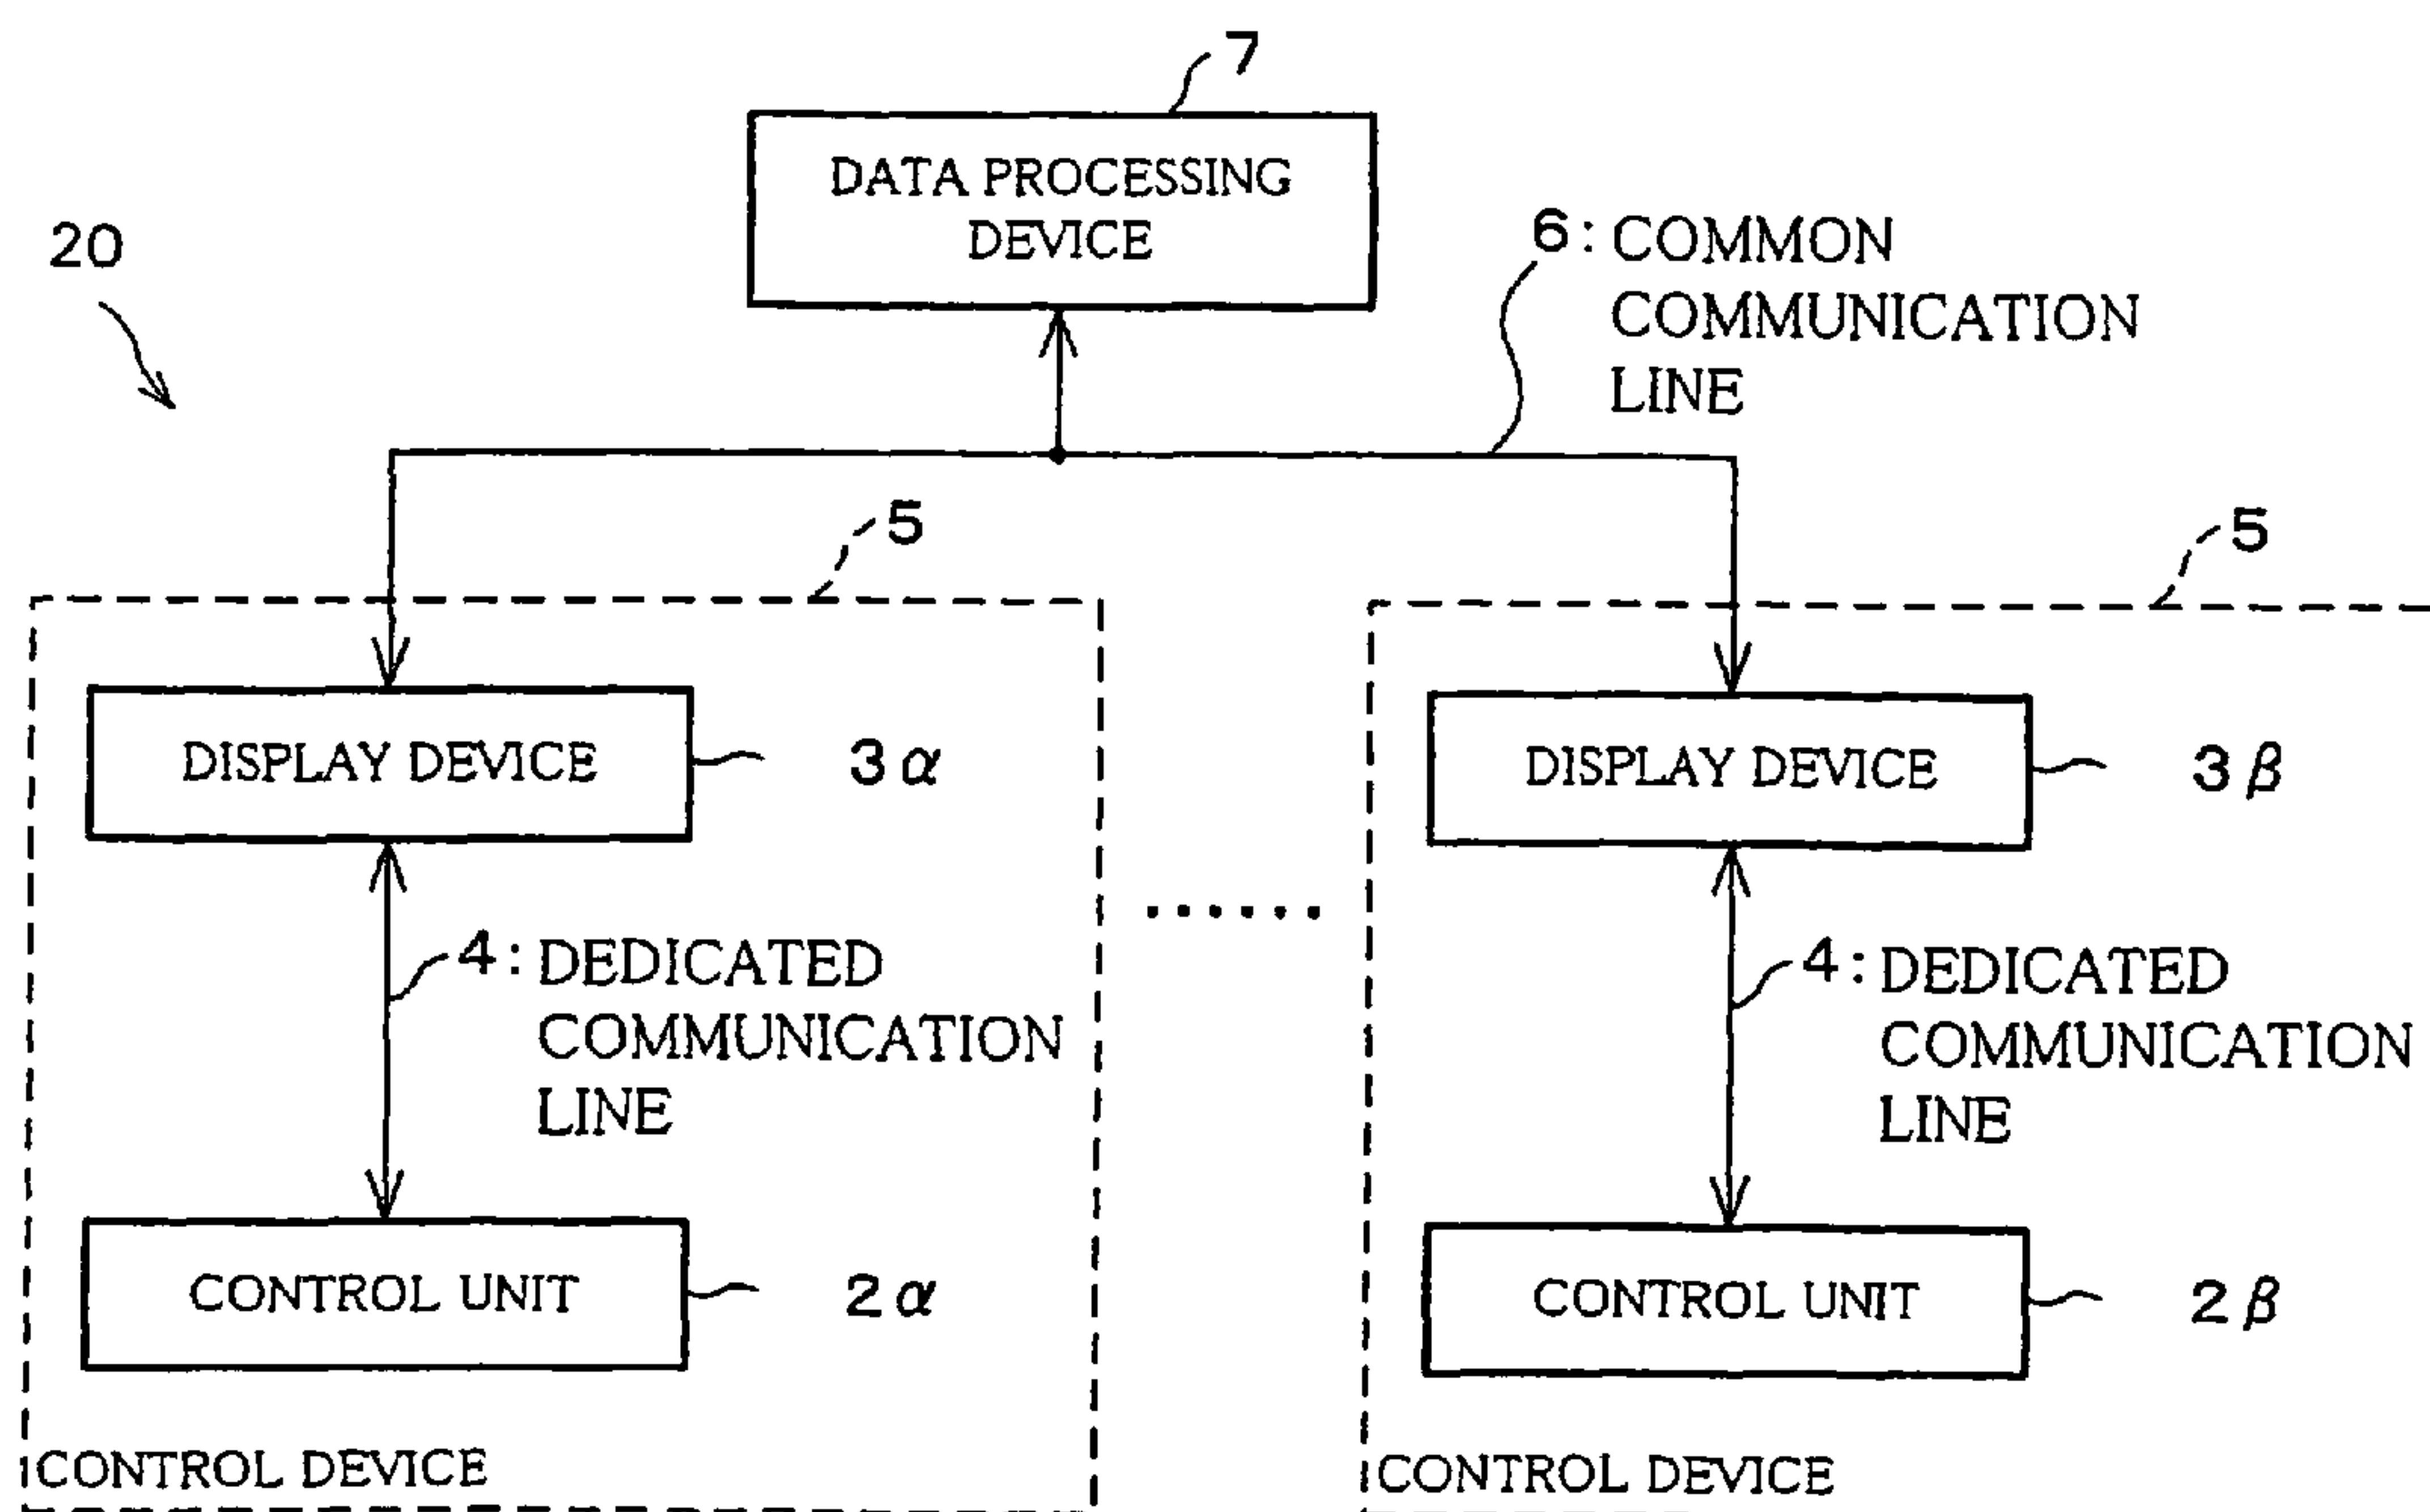 7
DATA PROCESSING
DEVICE
20
6: COMMON
COMMUNICATION
LINE
5
5
DISPLAY DEVICE
3α
DISPLAY DEVICE
3β
4: DEDICATED
COMMUNICATION
LINE
4: DEDICATED
COMMUNICATION
LINE
CONTROL UNIT
2α
CONTROL UNIT
2β
CONTROL DEVICE
CONTROL DEVICE